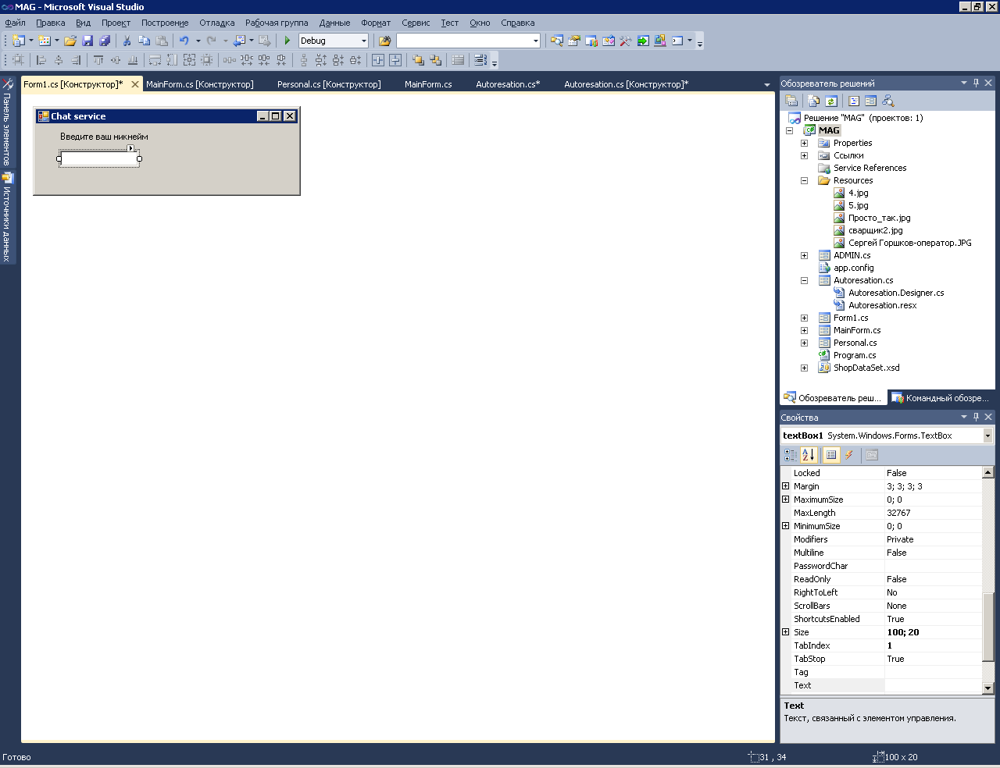 MAG - Microsoft Visual Studio
Файл Правка Вид Проект Построение Отладка Рабочая группа Данные Формат Сервис Тест Окно Справка
Debug
Form1.cs [Конструктор]* MainForm.cs [Конструктор] Personal.cs [Конструктор] MainForm.cs Autoresation.cs* Autoresation.cs [Конструктор]*
Панель элементов
Источники данных
Chat service
Введите ваш никнейм
Обозреватель решений
Решение "MAG" (проектов: 1)
MAG
Properties
Ссылки
Service References
Resources
4.jpg
5.jpg
Просто_так.jpg
сварщик2.jpg
Сергей Горшков-оператор.JPG
ADMIN.cs
app.config
Autoresation.cs
Autoresation.Designer.cs
Autoresation.resx
Form1.cs
MainForm.cs
Personal.cs
Program.cs
ShopDataSet.xsd
Обозреватель реш... Командный обозре...
Свойства
textBox1 System.Windows.Forms.TextBox
Locked False
Margin 3; 3; 3; 3
MaximumSize 0; 0
MaxLength 32767
MinimumSize 0; 0
Modifiers Private
Multiline False
PasswordChar
ReadOnly False
RightToLeft No
ScrollBars None
ShortcutsEnabled True
Size 100; 20
TabIndex 1
TabStop True
Tag
Text
Text
Текст, связанный с элементом управления.
Готово 31 , 34 100 x 20